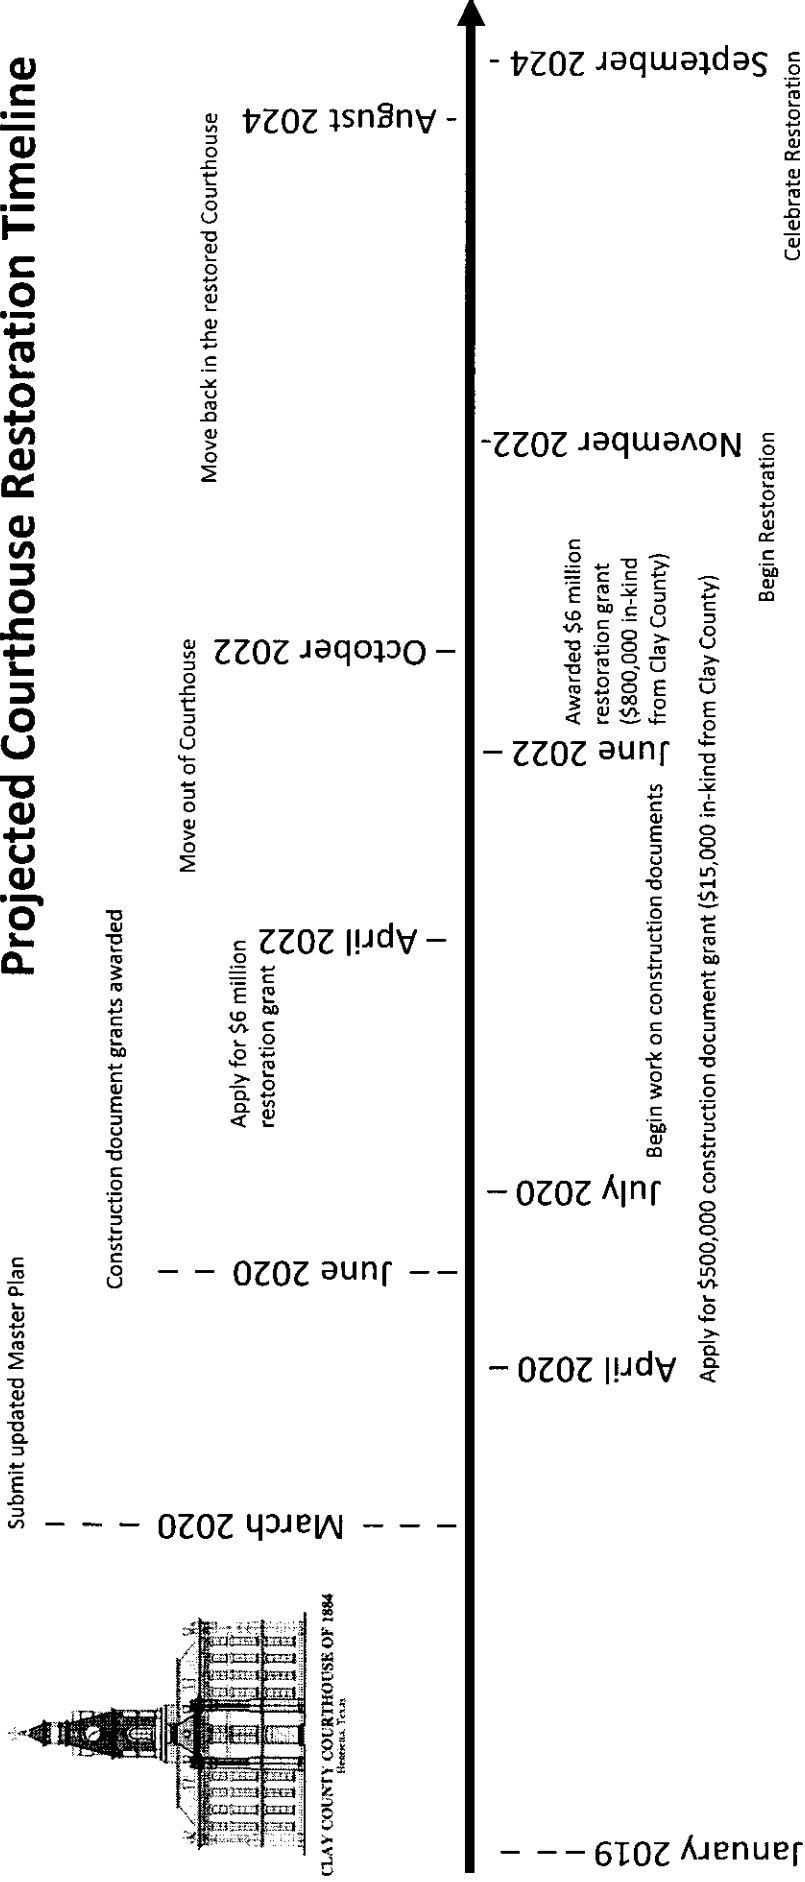 Projected Courthouse Restoration Timeline
CLAY COUNTY COURTHOUSE OF 1884
Henrietta, Texas
January 2019
March 2020
Submit updated Master Plan
April 2020
Apply for $500,000 construction document grant ($15,000 in-kind from Clay County)
June 2020
Construction document grants awarded
July 2020
Begin work on construction documents
April 2022
Apply for $6 million
restoration grant
June 2022
Awarded $6 million
restoration grant
($800,000 in-kind
from Clay County)
October 2022
Move out of Courthouse
November 2022
Begin Restoration
August 2024
Move back in the restored Courthouse
September 2024
Celebrate Restoration